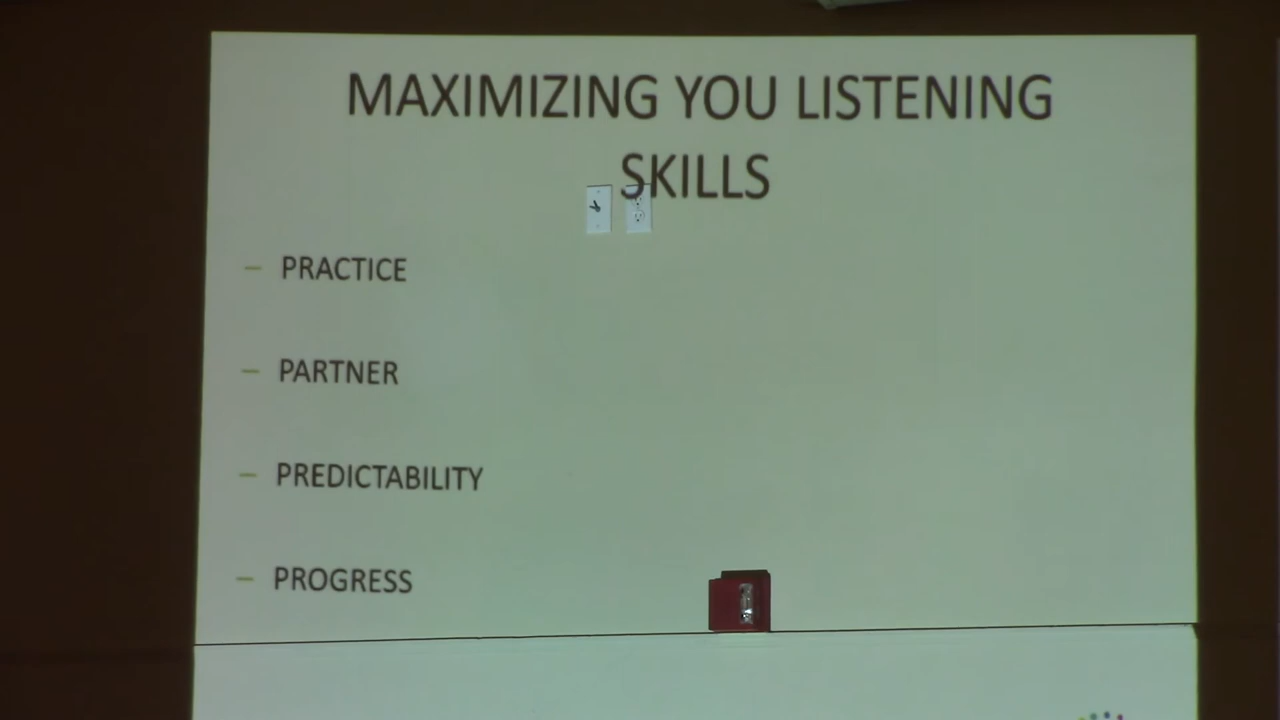 MAXIMIZING YOU LISTENING
SKILLS
– PRACTICE
– PARTNER
– PREDICTABILITY
– PROGRESS